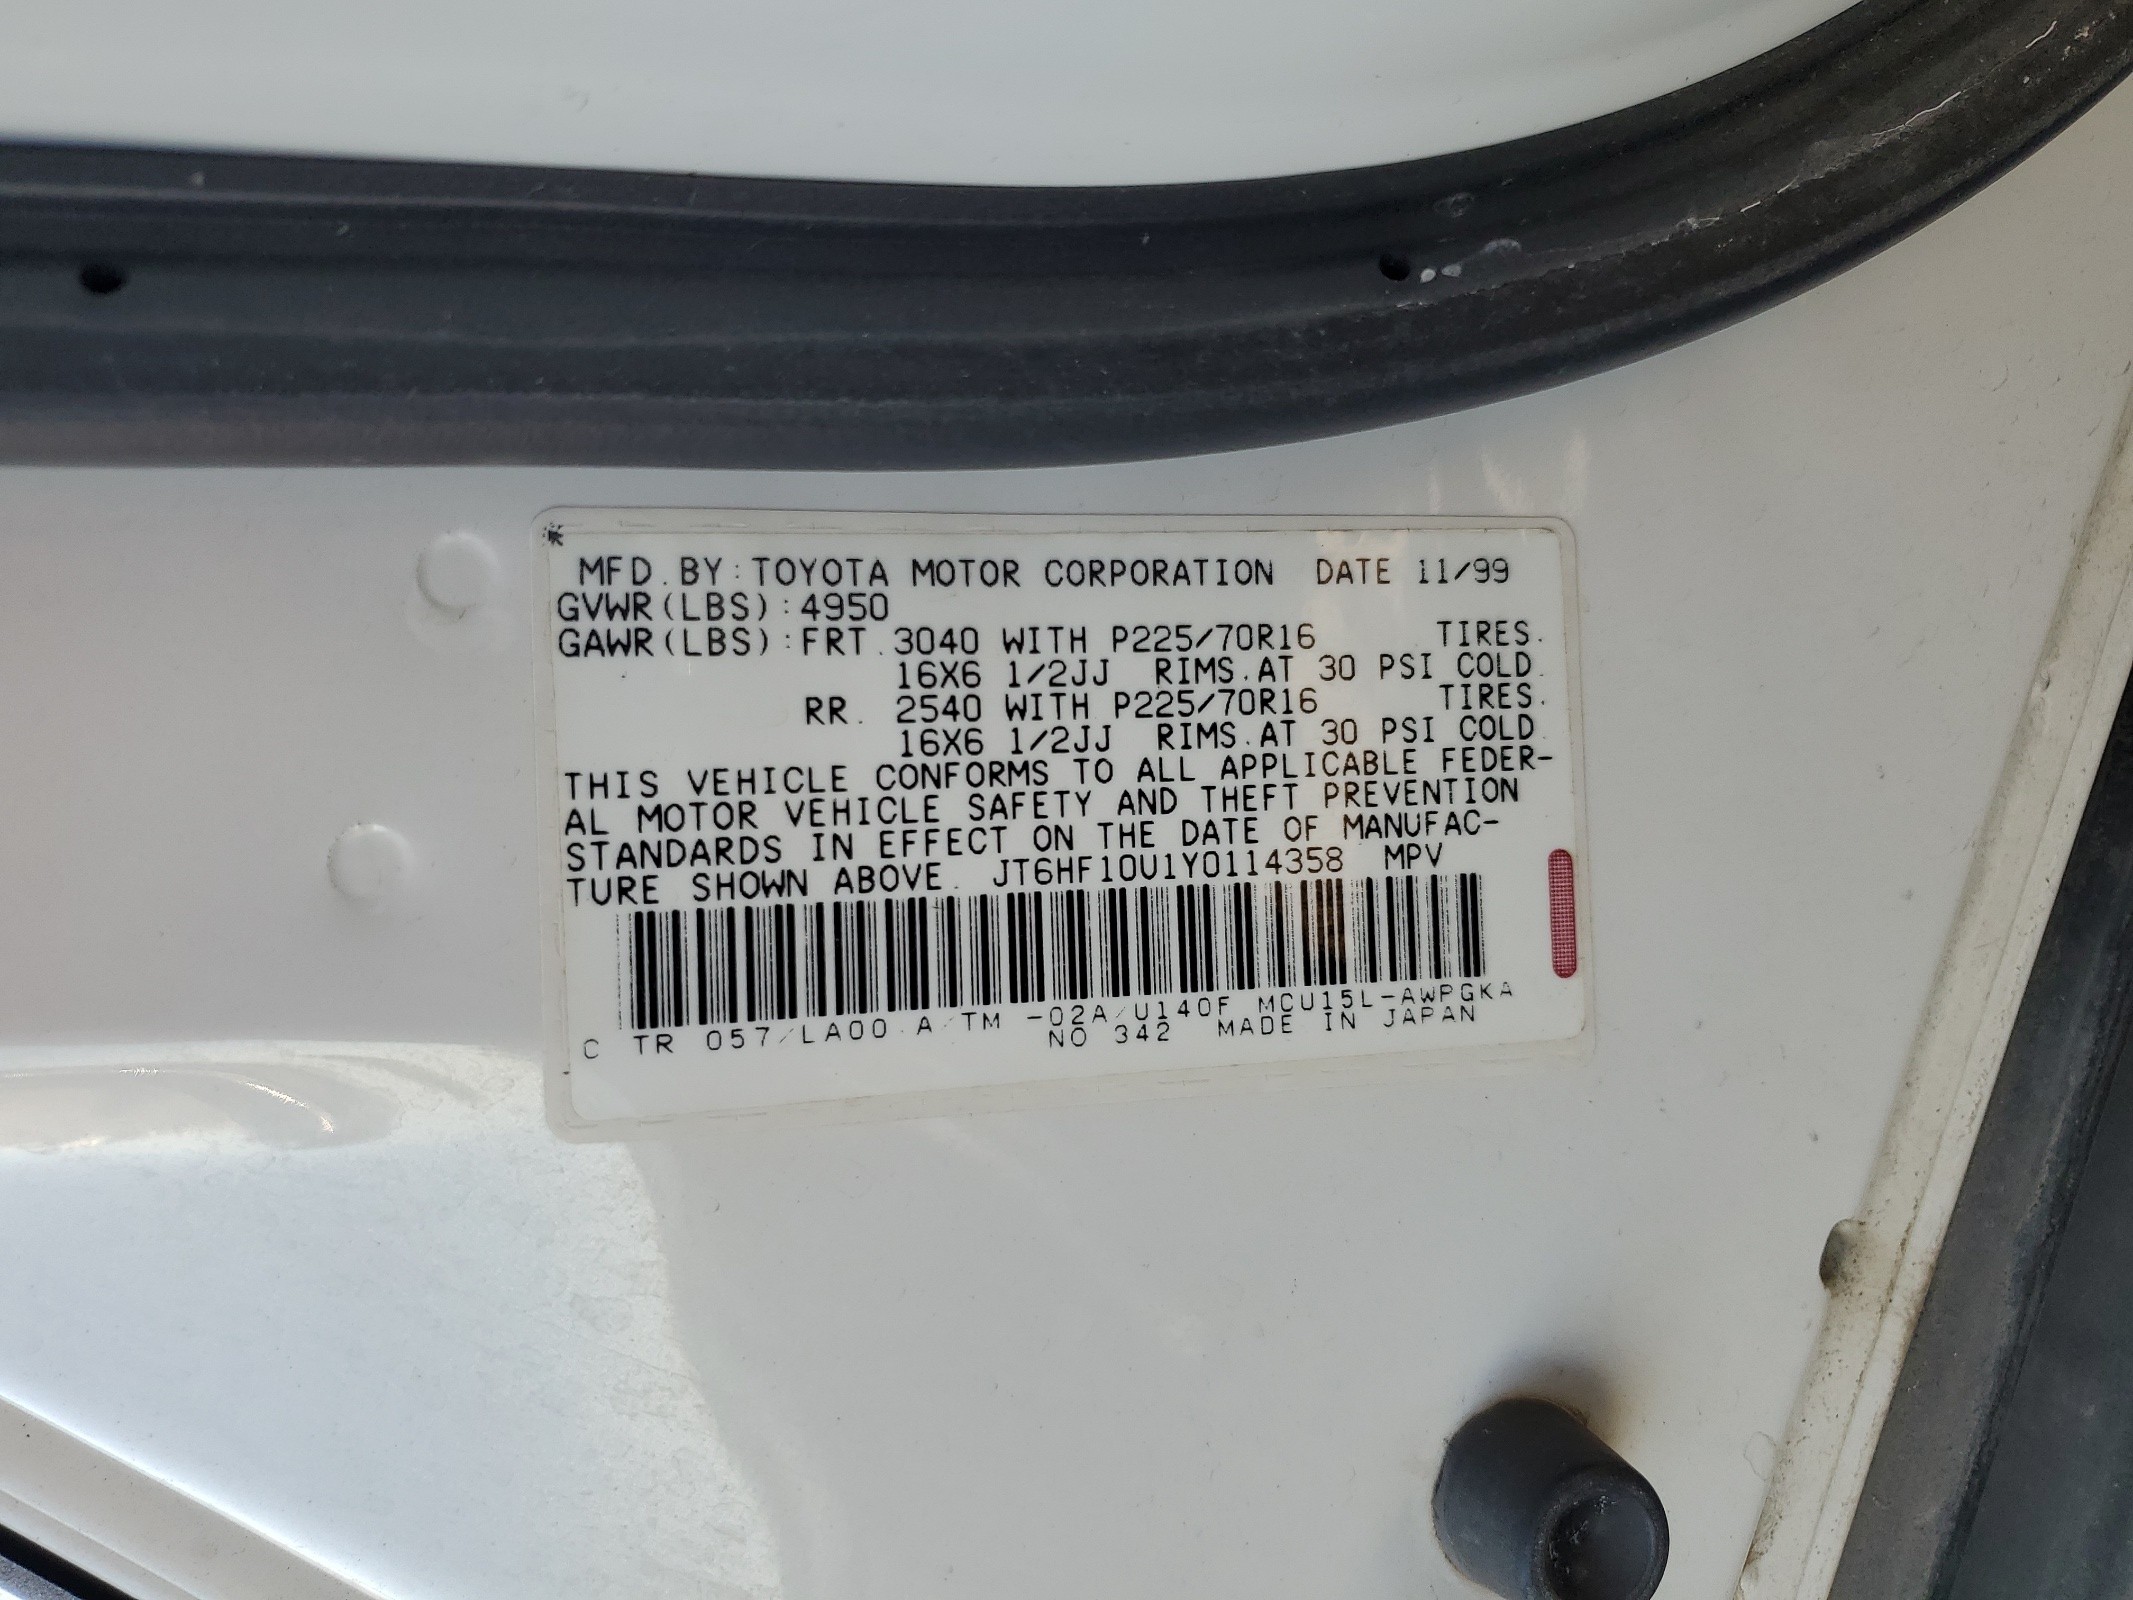 MFD. BY: TOYOTA MOTOR CORPORATION DATE 11/99
GVWR(LBS): 4950
GAWR(LBS): FRT. 3040 WITH P225/70R16 TIRES.
16X6 1/2JJ RIMS. AT 30 PSI COLD.
RR. 2540 WITH P225/70R16 TIRES.
16X6 1/2JJ RIMS. AT 30 PSI COLD.
THIS VEHICLE CONFORMS TO ALL APPLICABLE FEDER-
AL MOTOR VEHICLE SAFETY AND THEFT PREVENTION
STANDARDS IN EFFECT ON THE DATE OF MANUFAC-
TURE SHOWN ABOVE. JT6HF10U1Y0114358 MPV
C TR 057/LA00 A/TM -02A/U140F MCU15L-AWPGKA
NO 342 MADE IN JAPAN